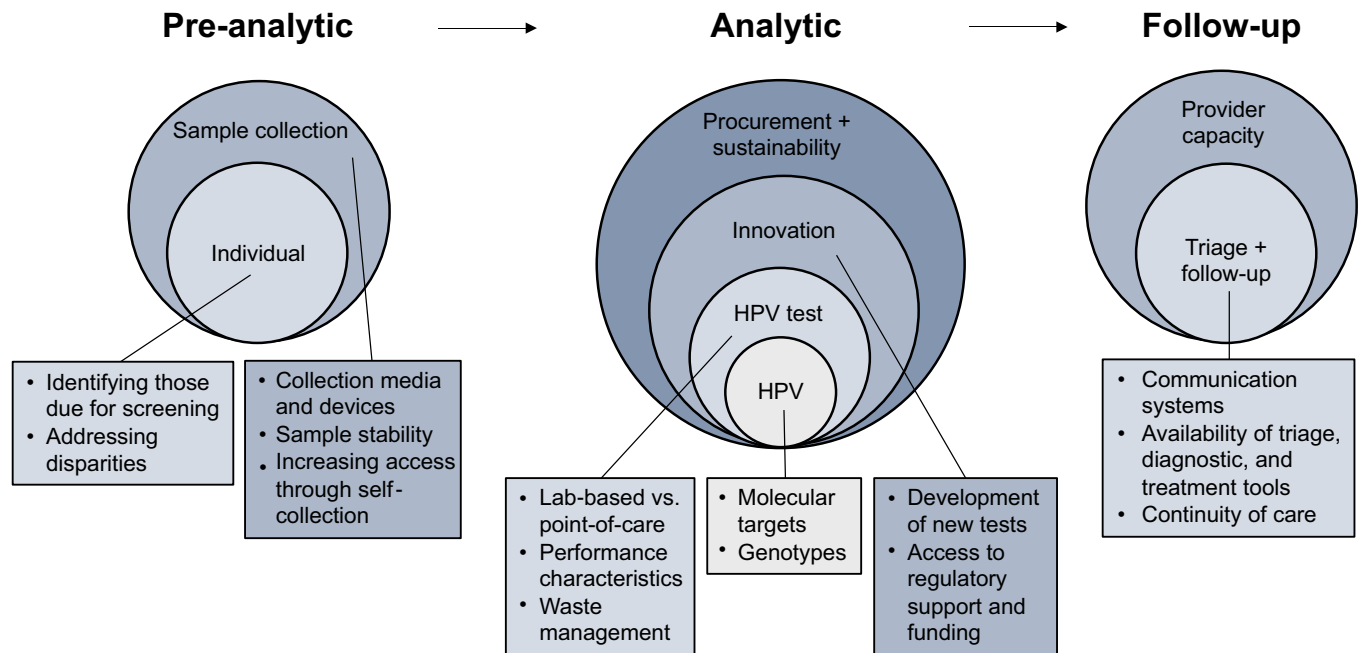 Pre-analytic
Analytic
Follow-up
Sample collection
Individual
• Identifying those
due for screening
• Addressing
disparities
• Collection media
and devices
• Sample stability
• Increasing access
through self-
collection
Procurement +
sustainability
Innovation
HPV test
HPV
• Lab-based vs.
point-of-care
• Performance
characteristics
• Waste
management
• Molecular
targets
• Genotypes
• Development
of new tests
• Access to
regulatory
support and
funding
Provider
capacity
Triage +
follow-up
• Communication
systems
• Availability of triage,
diagnostic, and
treatment tools
• Continuity of care